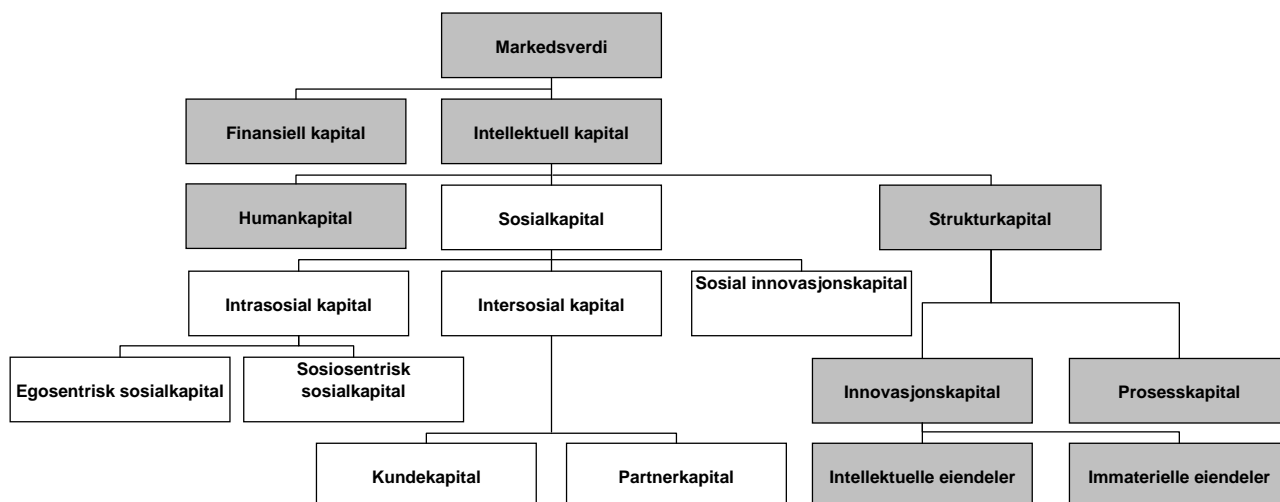 Markedsverdi
Finansiell kapital
Intellektuell kapital
Humankapital
Sosialkapital
Strukturkapital
Intrasosial kapital
Intersosial kapital
Sosial innovasjonskapital
Egosentrisk sosialkapital
Sosiosentrisk
sosialkapital
Innovasjonskapital
Prosesskapital
Kundekapital
Partnerkapital
Intellektuelle eiendeler
Immaterielle eiendeler